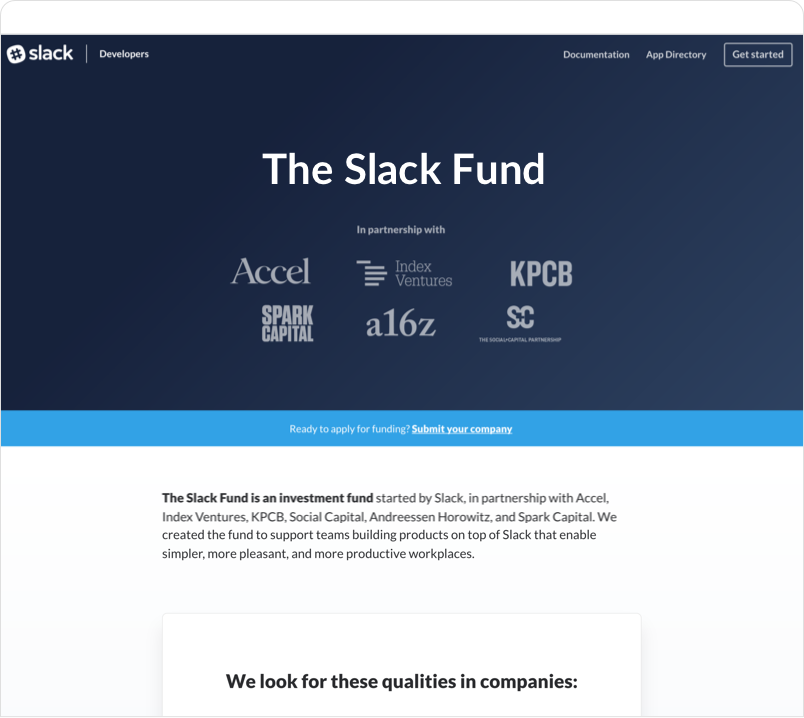 slack Developers Documentation App Directory Get started
The Slack Fund
In partnership with
Accel Index Ventures KPCB
SPARK CAPITAL a16z SC
THE SOCIAL+CAPITAL PARTNERSHIP
Ready to apply for funding? Submit your company
The Slack Fund is an investment fund started by Slack, in partnership with Accel,
Index Ventures, KPCB, Social Capital, Andreessen Horowitz, and Spark Capital. We
created the fund to support teams building products on top of Slack that enable
simpler, more pleasant, and more productive workplaces.
We look for these qualities in companies: